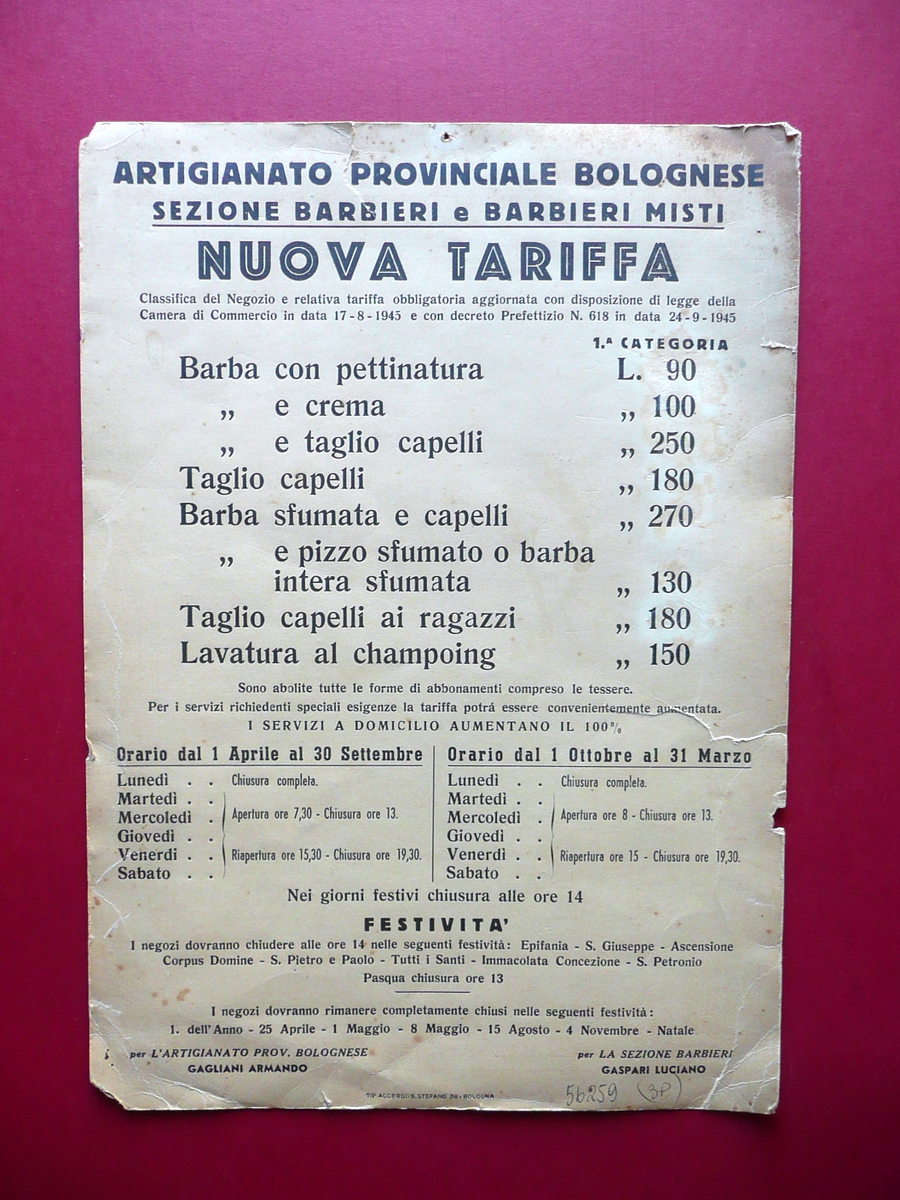 ARTIGIANATO PROVINCIALE BOLOGNESE
SEZIONE BARBIERI e BARBIERI MISTI
NUOVA TARIFFA
Classifica del Negozio e relativa tariffa obbligatoria aggiornata con disposizione di legge della
Camera di Commercio in data 17-8-1945 e con decreto Prefettizio N. 618 in data 24-9-1945
1.ª CATEGORIA
Barba con pettinatura L. 90
„ e crema „ 100
„ e taglio capelli „ 250
Taglio capelli „ 180
Barba sfumata e capelli „ 270
„ e pizzo sfumato o barba
intera sfumata „ 130
Taglio capelli ai ragazzi „ 180
Lavatura al champoing „ 150
Sono abolite tutte le forme di abbonamenti compreso le tessere.
Per i servizi richiedenti speciali esigenze la tariffa potrá essere convenientemente aumentata.
I SERVIZI A DOMICILIO AUMENTANO IL 100%
Orario dal 1 Aprile al 30 Settembre
Lunedì . . Chiusura completa.
Martedì . .
Mercoledì .
Apertura ore 7,30 - Chiusura ore 13.
Giovedì . .
Venerdì . .
Riapertura ore 15,30 - Chiusura ore 19,30.
Sabato . .
Orario dal 1 Ottobre al 31 Marzo
Lunedì . . Chiusura completa.
Martedì . .
Mercoledì .
Apertura ore 8 - Chiusura ore 13.
Giovedì . .
Venerdì . .
Riapertura ore 15 - Chiusura ore 19,30.
Sabato . .
Nei giorni festivi chiusura alle ore 14
FESTIVITA'
I negozi dovranno chiudere alle ore 14 nelle seguenti festività: Epifania - S. Giuseppe - Ascensione
Corpus Domine - S. Pietro e Paolo - Tutti i Santi - Immacolata Concezione - S. Petronio
Pasqua chiusura ore 13
I negozi dovranno rimanere completamente chiusi nelle seguenti festività:
1. dell'Anno - 25 Aprile - 1 Maggio - 8 Maggio - 15 Agosto - 4 Novembre - Natale
per L'ARTIGIANATO PROV. BOLOGNESE
GAGLIANI ARMANDO
per LA SEZIONE BARBIERI
GASPARI LUCIANO
TIP. ACCERSI-S. STEFANO 38 - BOLOGNA
56259 (3P)